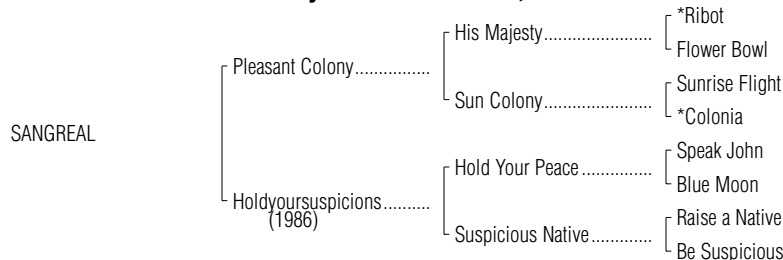 *Ribot
His Majesty
Flower Bowl
Pleasant Colony
Sunrise Flight
Sun Colony
*Colonia
SANGREAL
Speak John
Hold Your Peace
Blue Moon
Holdyoursuspicions
(1986)
Raise a Native
Suspicious Native
Be Suspicious